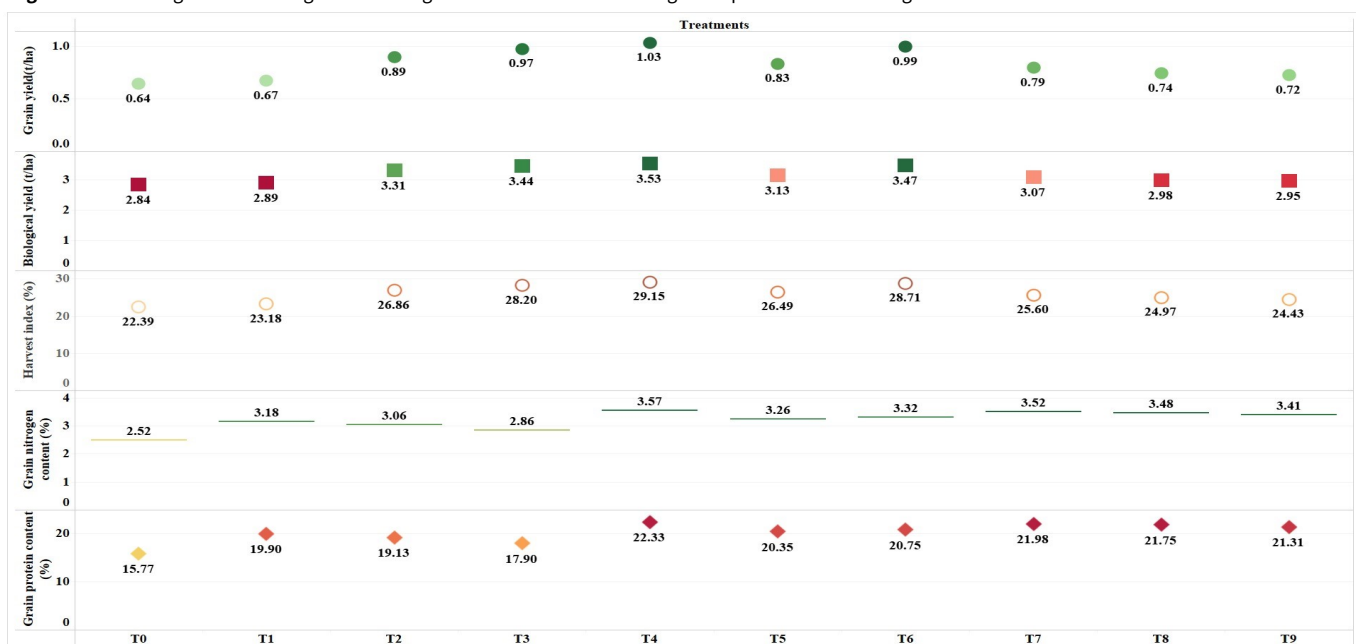 Treatments
Grain yield(t/ha)
1.0
0.5
0.0
0.64 0.67 0.89 0.97 1.03 0.83 0.99 0.79 0.74 0.72
Biological yield (t/ha)
3
2
1
0
2.84 2.89 3.31 3.44 3.53 3.13 3.47 3.07 2.98 2.95
Harvest index (%)
30
20
10
0
22.39 23.18 26.86 28.20 29.15 26.49 28.71 25.60 24.97 24.43
Grain nitrogen
content (%)
4
3
2
1
0
2.52 3.18 3.06 2.86 3.57 3.26 3.32 3.52 3.48 3.41
Grain protein content
(%)
20
10
0
15.77 19.90 19.13 17.90 22.33 20.35 20.75 21.98 21.75 21.31
T0 T1 T2 T3 T4 T5 T6 T7 T8 T9